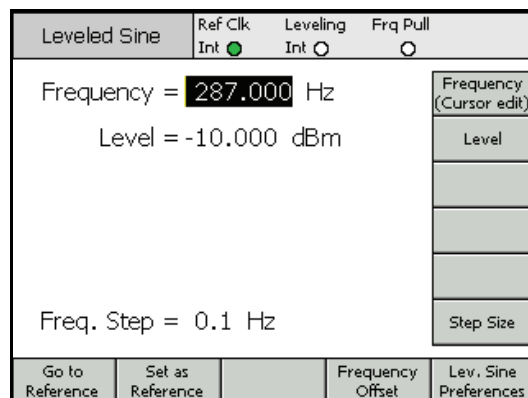 Leveled Sine
Ref Clk Leveling Frq Pull
Int Int
Frequency = 287.000 Hz
Level = -10.000 dBm
Freq. Step = 0.1 Hz
Frequency
(Cursor edit)
Level
Step Size
Go to
Reference
Set as
Reference
Frequency
Offset
Lev. Sine
Preferences